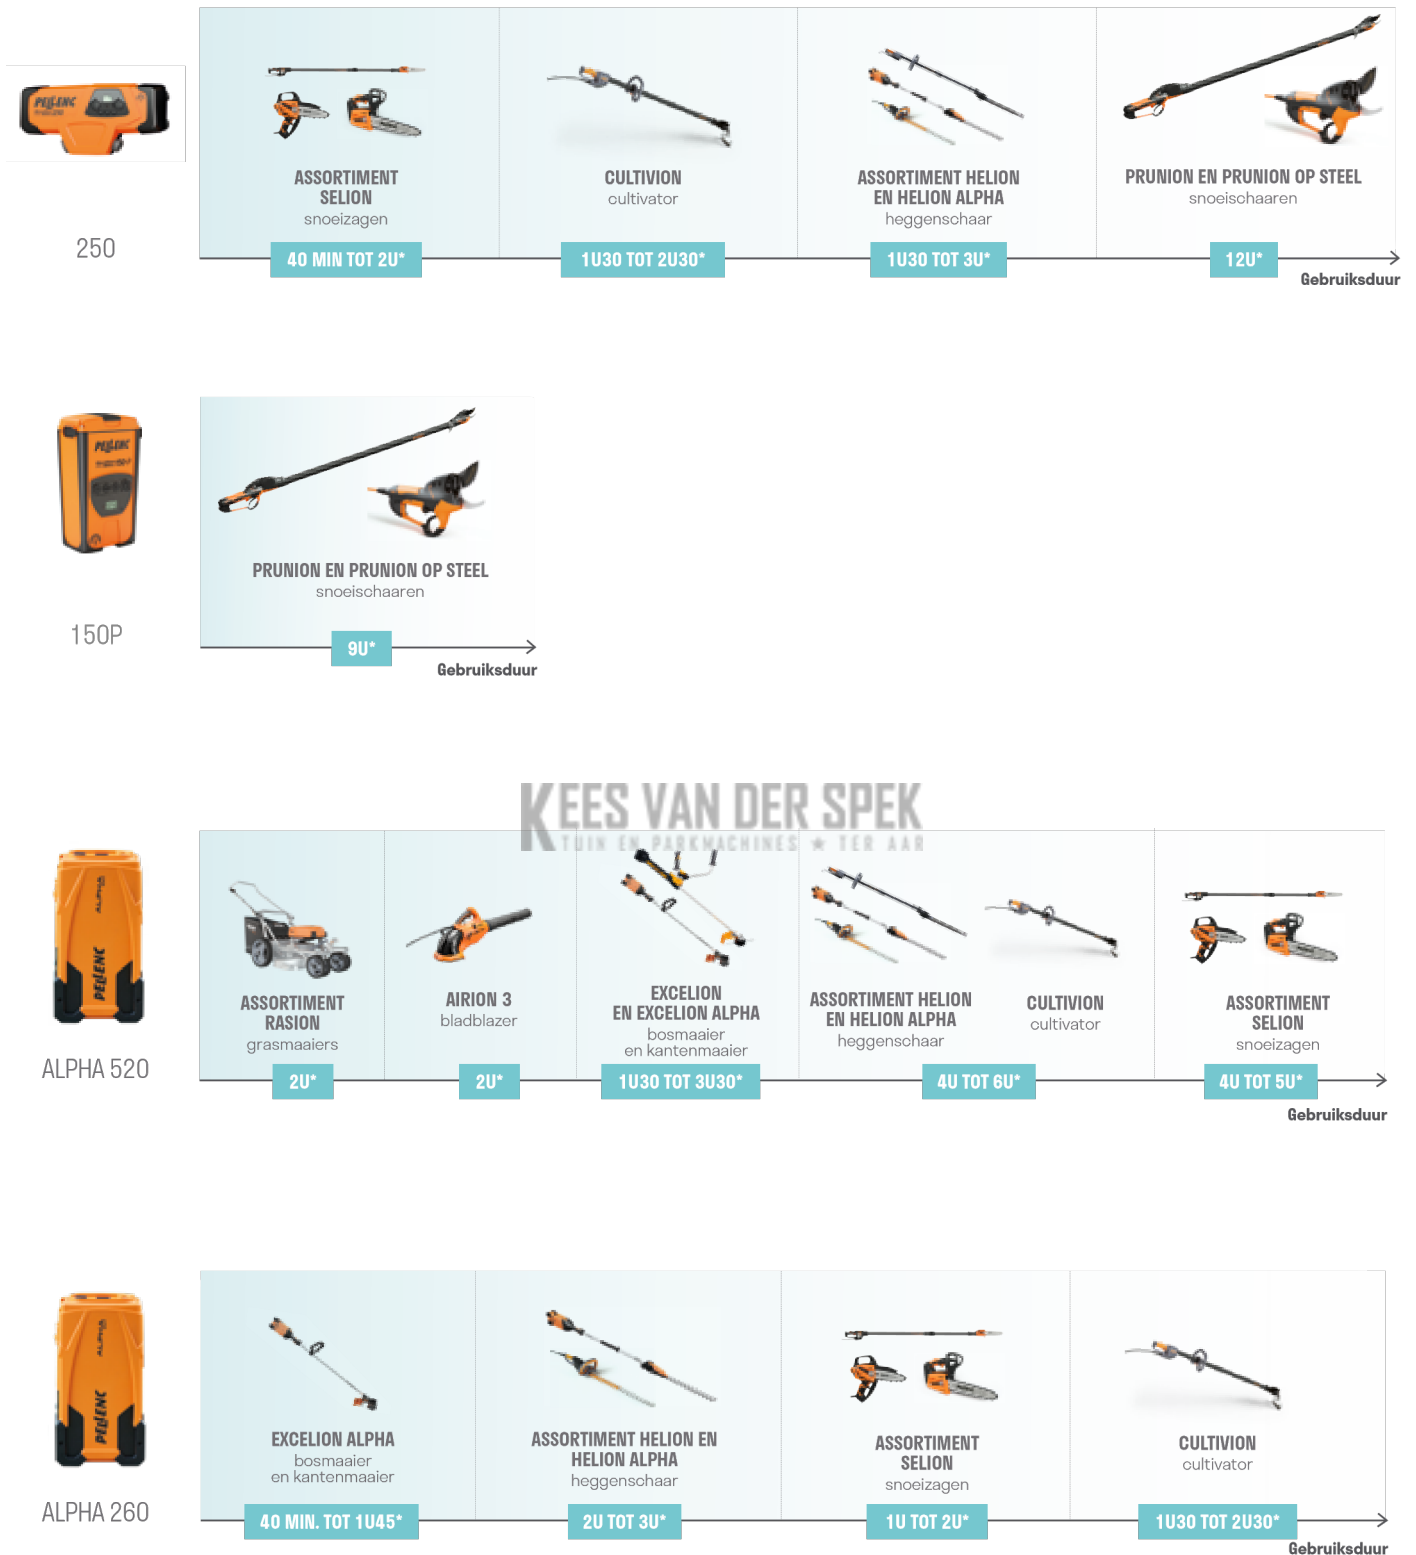 PELLENC
250
ASSORTIMENT
SELION
snoeizagen
40 MIN TOT 2U*
CULTIVION
cultivator
1U30 TOT 2U30*
ASSORTIMENT HELION
EN HELION ALPHA
heggenschaar
1U30 TOT 3U*
PRUNION EN PRUNION OP STEEL
snoeischaaren
12U*
Gebruiksduur
PELLENC
150P
PRUNION EN PRUNION OP STEEL
snoeischaaren
9U*
Gebruiksduur
KEES VAN DER SPEK
TUIN EN PARKMACHINES ★ TER AAR
ALPHA
PELLENC
ALPHA 520
ASSORTIMENT
RASION
grasmaaiers
2U*
AIRION 3
bladblazer
2U*
EXCELION
EN EXCELION ALPHA
bosmaaier
en kantenmaaier
1U30 TOT 3U30*
ASSORTIMENT HELION
EN HELION ALPHA
heggenschaar
CULTIVION
cultivator
4U TOT 6U*
ASSORTIMENT
SELION
snoeizagen
4U TOT 5U*
Gebruiksduur
ALPHA
PELLENC
ALPHA 260
EXCELION ALPHA
bosmaaier
en kantenmaaier
40 MIN. TOT 1U45*
ASSORTIMENT HELION EN
HELION ALPHA
heggenschaar
2U TOT 3U*
ASSORTIMENT
SELION
snoeizagen
1U TOT 2U*
CULTIVION
cultivator
1U30 TOT 2U30*
Gebruiksduur